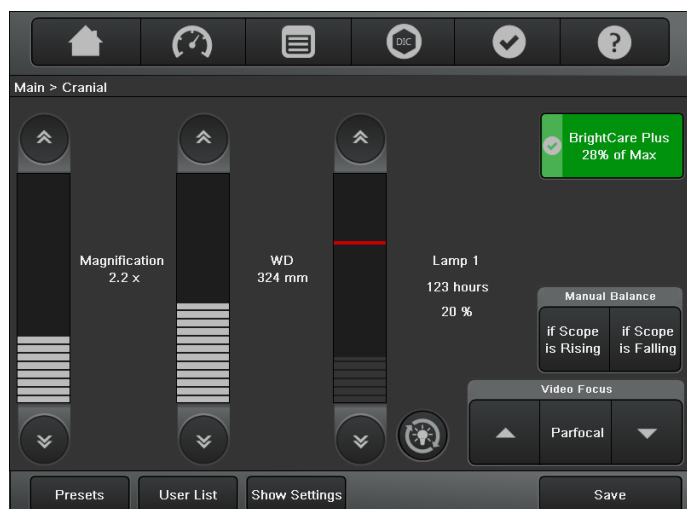 DIC
?
Main > Cranial
BrightCare Plus
28% of Max
Magnification
2.2 x
WD
324 mm
Lamp 1
123 hours
20 %
Manual Balance
if Scope
is Rising
if Scope
is Falling
Video Focus
Parfocal
Presets
User List
Show Settings
Save